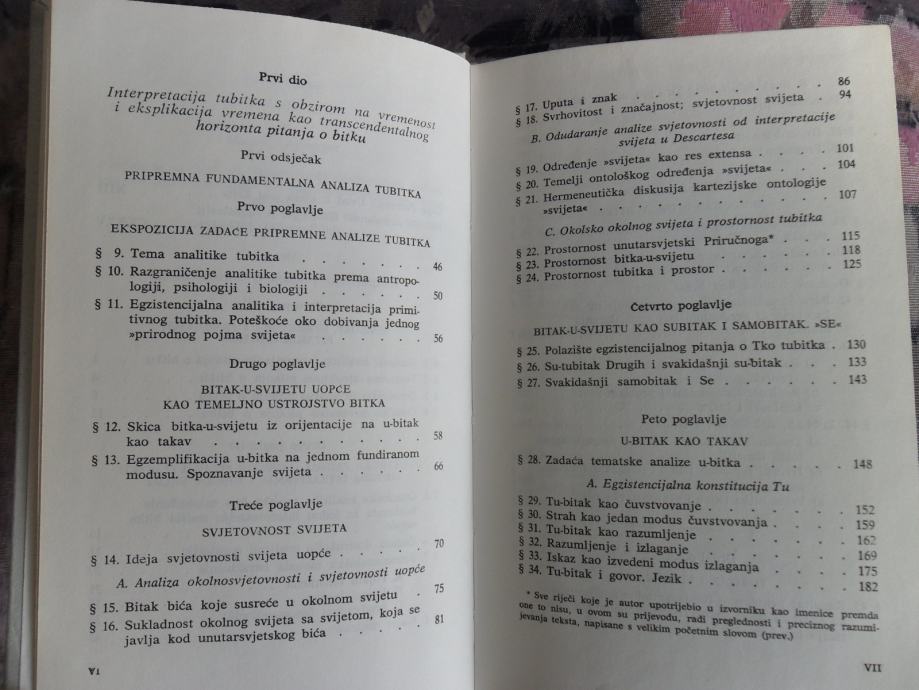 Prvi dio
Interpretacija tubitka s obzirom na vremenost
i eksplikacija vremena kao transcendentalnog
horizonta pitanja o bitku
Prvi odsječak
PRIPREMNA FUNDAMENTALNA ANALIZA TUBITKA
Prvo poglavlje
EKSPOZICIJA ZADAĆE PRIPREMNE ANALIZE TUBITKA
§ 9. Tema analitike tubitka . . . . . . . 46
§ 10. Razgraničenje analitike tubitka prema antropo-
logiji, psihologiji i biologiji . . . . . . 50
§ 11. Egzistencijalna analitika i interpretacija primi-
tivnog tubitka. Poteškoće oko dobivanja jednog
»prirodnog pojma svijeta« . . . . . . 56
Drugo poglavlje
BITAK-U-SVIJETU UOPĆE
KAO TEMELJNO USTROJSTVO BITKA
§ 12. Skica bitka-u-svijetu iz orijentacije na u-bitak
kao takav . . . . . . . . . . 58
§ 13. Egzemplifikacija u-bitka na jednom fundiranom
modusu. Spoznavanje svijeta . . . . . 66
Treće poglavlje
SVJETOVNOST SVIJETA
§ 14. Ideja svjetovnosti svijeta uopće . . . . . 70
A. Analiza okolnosvjetovnosti i svjetovnosti uopće
§ 15. Bitak bića koje susreće u okolnom svijetu . . 75
§ 16. Sukladnost okolnog svijeta sa svijetom, koja se
javlja kod unutarsvjetskog bića . . . . 81
VI
§ 17. Uputa i znak . . . . . . . . . 86
§ 18. Svrhovitost i značajnost; svjetovnost svijeta . 94
B. Odudaranje analize svjetovnosti od interpretacije
svijeta u Descartesa
§ 19. Određenje »svijeta« kao res extensa . . . . 101
§ 20. Temelji ontološkog određenja »svijeta« . . . 104
§ 21. Hermeneutička diskusija kartezijske ontologije
»svijeta« . . . . . . . . . . 107
C. Okolsko okolnog svijeta i prostornost tubitka
§ 22. Prostornost unutarsvjetski Priručnoga* . . . 115
§ 23. Prostornost bitka-u-svijetu . . . . . . 118
§ 24. Prostornost tubitka i prostor . . . . . 125
Četvrto poglavlje
BITAK-U-SVIJETU KAO SUBITAK I SAMOBITAK. »SE«
§ 25. Polazište egzistencijalnog pitanja o Tko tubitka . 130
§ 26. Su-tubitak Drugih i svakidašnji su-bitak . . . 133
§ 27. Svakidašnji samobitak i Se . . . . . . 143
Peto poglavlje
U-BITAK KAO TAKAV
§ 28. Zadaća tematske analize u-bitka . . . . 148
A. Egzistencijalna konstitucija Tu
§ 29. Tu-bitak kao čuvstvovanje . . . . . . 152
§ 30. Strah kao jedan modus čuvstvovanja . . . . 159
§ 31. Tu-bitak kao razumljenje . . . . . . 162
§ 32. Razumljenje i izlaganje . . . . . . . 169
§ 33. Iskaz kao izvedeni modus izlaganja . . . . 175
§ 34. Tu-bitak i govor. Jezik . . . . . . . 182
* Sve riječi koje je autor upotrijebio u izvorniku kao imenice premda
one to nisu, u ovom su prijevodu, radi preglednosti i preciznog razumi-
jevanja teksta, napisane s velikim početnim slovom (prev.)
VII